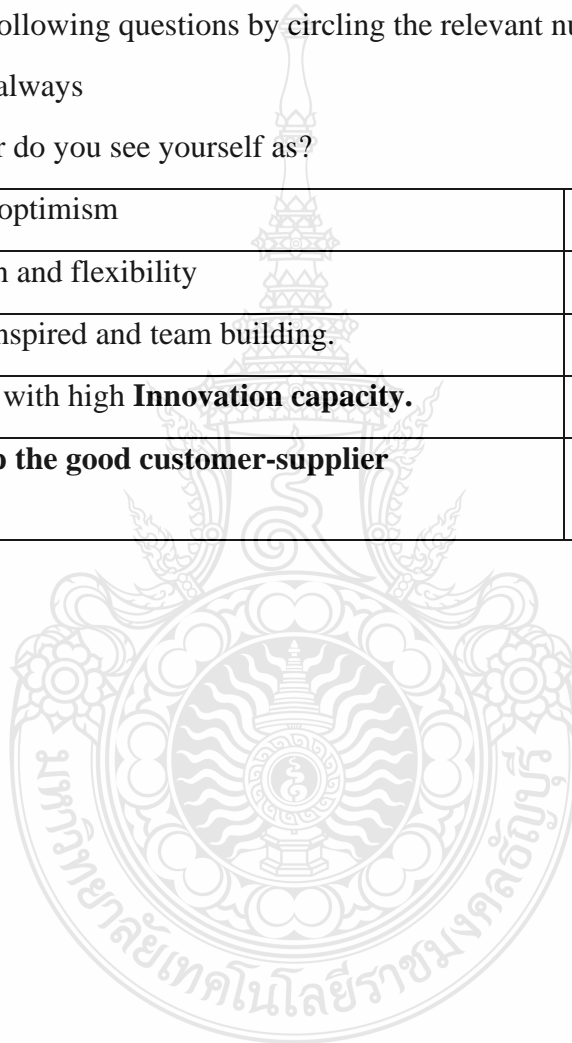 ollowing questions by circling the relevant nu
always
r do you see yourself as?
optimism
n and flexibility
nspired and team building.
with high Innovation capacity.
p the good customer-supplier
มหาวิทยาลัยเทคโนโลยีราชมงคลธัญบุรี